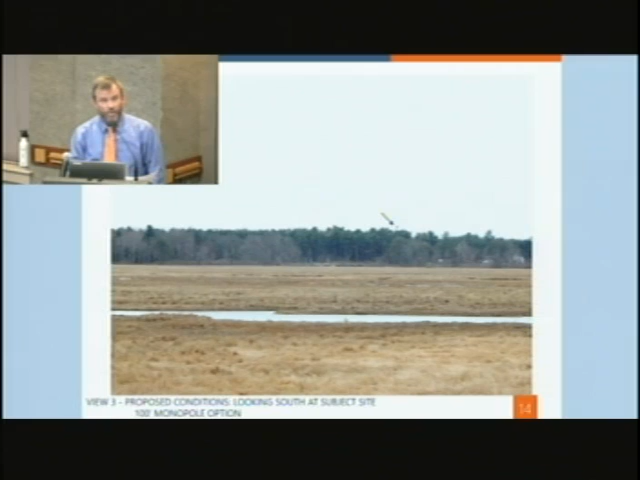 VIEW 3 - PROPOSED CONDITIONS: LOOKING SOUTH AT SUBJECT SITE
100' MONOPOLE OPTION
14